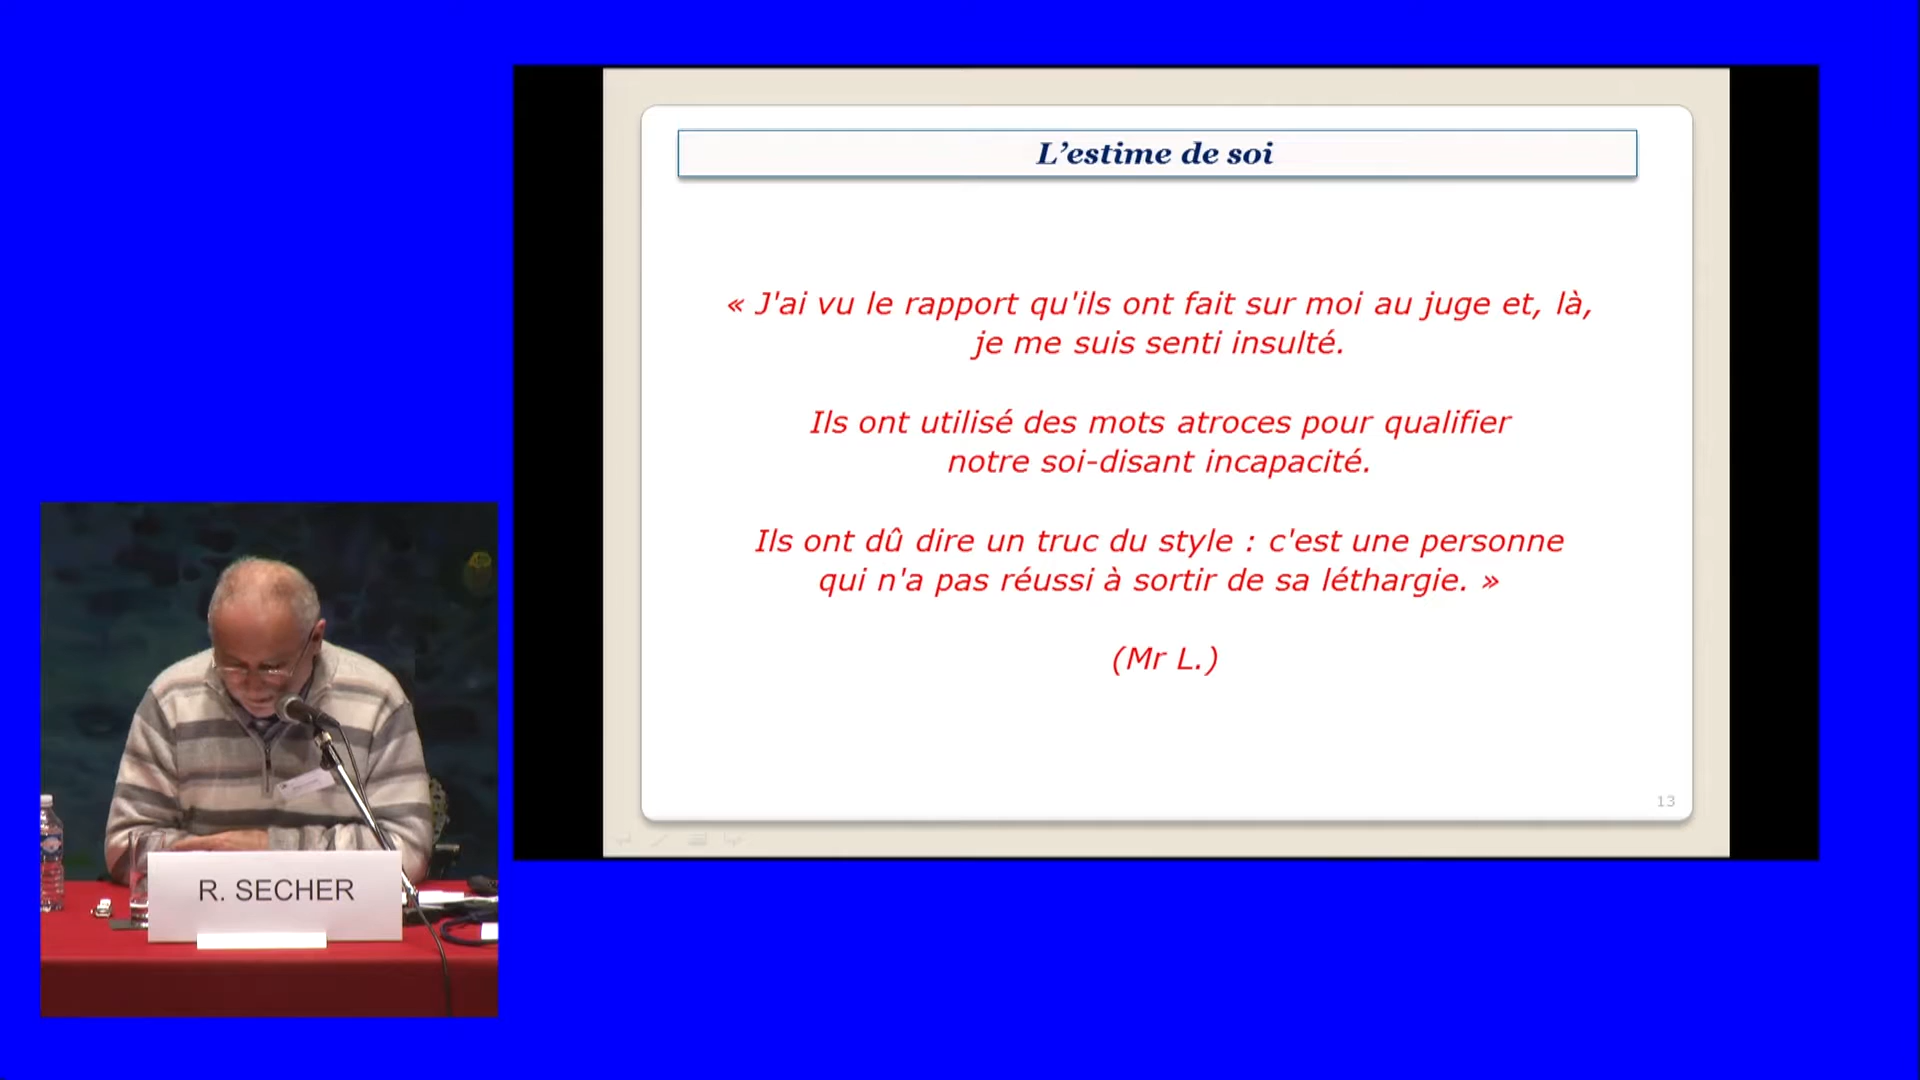 L’estime de soi
« J'ai vu le rapport qu'ils ont fait sur moi au juge et, là,
je me suis senti insulté.
Ils ont utilisé des mots atroces pour qualifier
notre soi-disant incapacité.
Ils ont dû dire un truc du style : c'est une personne
qui n'a pas réussi à sortir de sa léthargie. »
(Mr L.)
13
R. SECHER